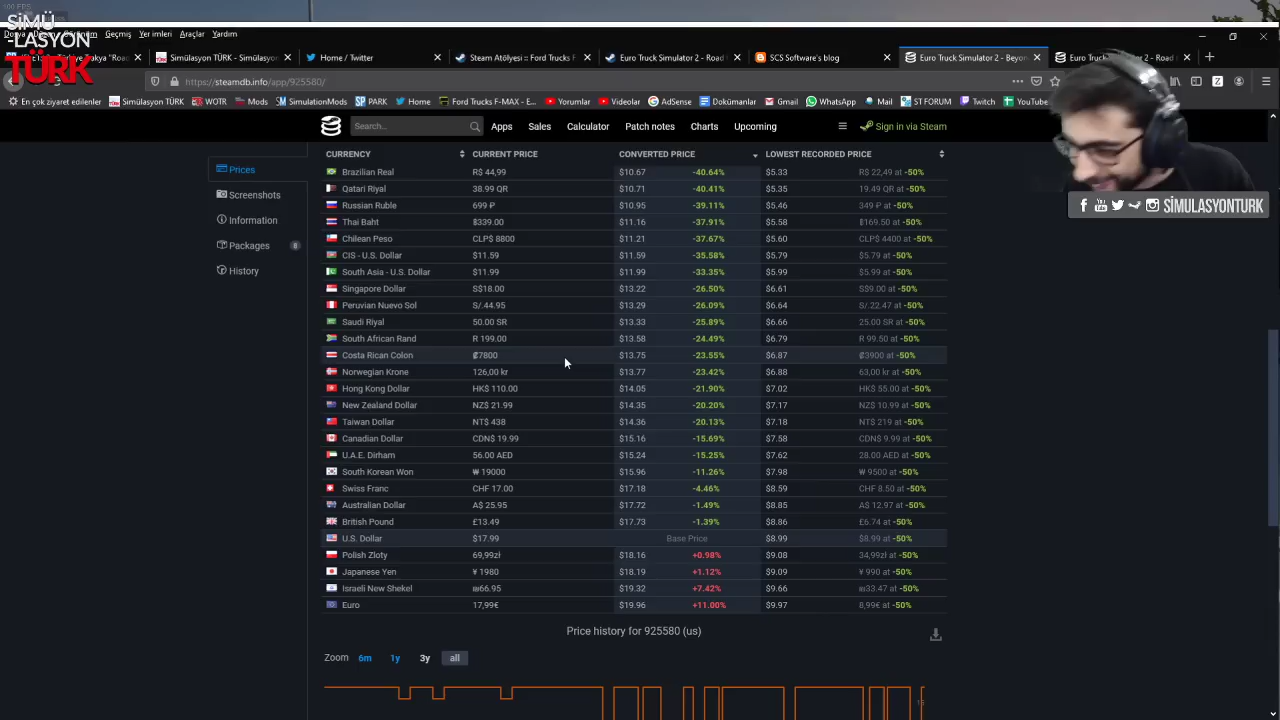 100 FPS
SİMÜ
-LASYON
TÜRK
Dosya Düzen Görünüm Geçmiş Yer imleri Araçlar Yardım
Simülasyon TÜRK - Simülasyon Home / Twitter Steam Atölyesi :: Ford Trucks F Euro Truck Simulator 2 - Road SCS Software's blog Euro Truck Simulator 2 - Beyon Euro Truck Simulator 2 - Road
https://steamdb.info/app/925580/
En çok ziyaret edilenler Simülasyon TÜRK WOTR Mods SimulationMods PARK Home Ford Trucks F-MAX - E... Yorumlar Videolar AdSense Dokümanlar Gmail WhatsApp Mail ST FORUM Twitch YouTube
Search... Apps Sales Calculator Patch notes Charts Upcoming Sign in via Steam
CURRENCY CURRENT PRICE CONVERTED PRICE LOWEST RECORDED PRICE
Prices
Screenshots
Information
Packages 8
History
Brazilian Real R$ 44,99 $10.67 -40.64% $5.33 R$ 22,49 at -50%
Qatari Riyal 38.99 QR $10.71 -40.41% $5.35 19.49 QR at -50%
Russian Ruble 699 ₽ $10.95 -39.11% $5.46 349 ₽ at -50%
Thai Baht ฿339.00 $11.16 -37.91% $5.58 ฿169.50 at -50%
Chilean Peso CLP$ 8800 $11.21 -37.67% $5.60 CLP$ 4400 at -50%
CIS - U.S. Dollar $11.59 $11.59 -35.58% $5.79 $5.79 at -50%
South Asia - U.S. Dollar $11.99 $11.99 -33.35% $5.99 $5.99 at -50%
Singapore Dollar S$18.00 $13.22 -26.50% $6.61 S$9.00 at -50%
Peruvian Nuevo Sol S/.44.95 $13.29 -26.09% $6.64 S/.22.47 at -50%
Saudi Riyal 50.00 SR $13.33 -25.89% $6.66 25.00 SR at -50%
South African Rand R 199.00 $13.58 -24.49% $6.79 R 99.50 at -50%
Costa Rican Colon ₡7800 $13.75 -23.55% $6.87 ₡3900 at -50%
Norwegian Krone 126,00 kr $13.77 -23.42% $6.88 63,00 kr at -50%
Hong Kong Dollar HK$ 110.00 $14.05 -21.90% $7.02 HK$ 55.00 at -50%
New Zealand Dollar NZ$ 21.99 $14.35 -20.20% $7.17 NZ$ 10.99 at -50%
Taiwan Dollar NT$ 438 $14.36 -20.13% $7.18 NT$ 219 at -50%
Canadian Dollar CDN$ 19.99 $15.16 -15.69% $7.58 CDN$ 9.99 at -50%
U.A.E. Dirham 56.00 AED $15.24 -15.25% $7.62 28.00 AED at -50%
South Korean Won ₩ 19000 $15.96 -11.26% $7.98 ₩ 9500 at -50%
Swiss Franc CHF 17.00 $17.18 -4.46% $8.59 CHF 8.50 at -50%
Australian Dollar A$ 25.95 $17.72 -1.49% $8.85 A$ 12.97 at -50%
British Pound £13.49 $17.73 -1.39% $8.86 £6.74 at -50%
U.S. Dollar $17.99 Base Price $8.99 $8.99 at -50%
Polish Zloty 69,99zł $18.16 +0.98% $9.08 34,99zł at -50%
Japanese Yen ¥ 1980 $18.19 +1.12% $9.09 ¥ 990 at -50%
Israeli New Shekel ₪66.95 $19.32 +7.42% $9.66 ₪33.47 at -50%
Euro 17,99€ $19.96 +11.00% $9.97 8,99€ at -50%
SİMULASYONTURK
Price history for 925580 (us)
Zoom 6m 1y 3y all